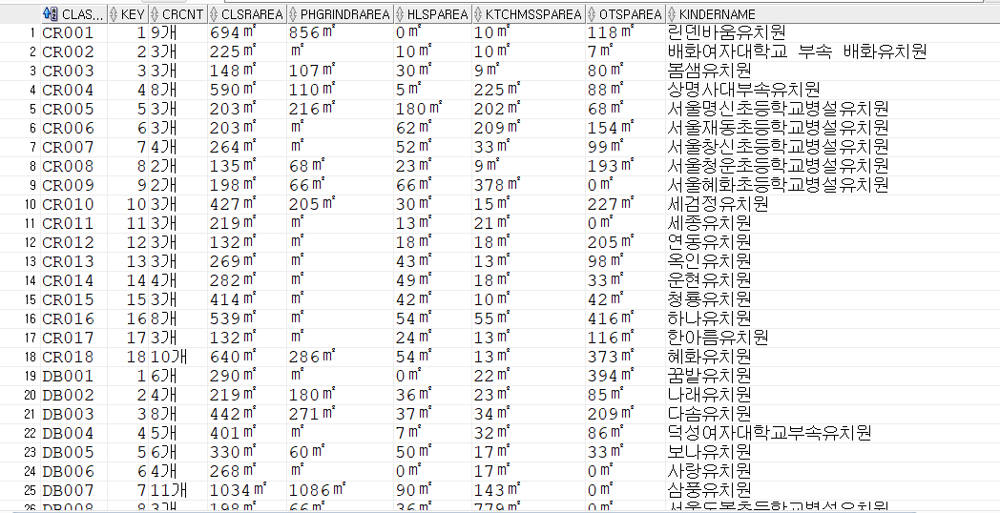 CLAS... KEY CRCNT CLSRAREA PHGRINDRAREA HLSPAREA KTCHMSSPAREA OTSPAREA KINDERNAME
1 CR001 1 9개 694㎡ 856㎡ 0㎡ 10㎡ 118㎡ 린덴바움유치원
2 CR002 2 3개 225㎡ ㎡ 10㎡ 10㎡ 7㎡ 배화여자대학교 부속 배화유치원
3 CR003 3 3개 148㎡ 107㎡ 30㎡ 9㎡ 80㎡ 봄샘유치원
4 CR004 4 8개 590㎡ 110㎡ 5㎡ 225㎡ 88㎡ 상명사대부속유치원
5 CR005 5 3개 203㎡ 216㎡ 180㎡ 202㎡ 68㎡ 서울명신초등학교병설유치원
6 CR006 6 3개 203㎡ ㎡ 62㎡ 209㎡ 154㎡ 서울재동초등학교병설유치원
7 CR007 7 4개 264㎡ ㎡ 52㎡ 33㎡ 99㎡ 서울창신초등학교병설유치원
8 CR008 8 2개 135㎡ 68㎡ 23㎡ 9㎡ 193㎡ 서울청운초등학교병설유치원
9 CR009 9 2개 198㎡ 66㎡ 66㎡ 378㎡ 0㎡ 서울혜화초등학교병설유치원
10 CR010 10 3개 427㎡ 205㎡ 30㎡ 15㎡ 227㎡ 세검정유치원
11 CR011 11 3개 219㎡ ㎡ 13㎡ 21㎡ 0㎡ 세종유치원
12 CR012 12 3개 132㎡ ㎡ 18㎡ 18㎡ 205㎡ 연동유치원
13 CR013 13 3개 269㎡ ㎡ 43㎡ 13㎡ 98㎡ 옥인유치원
14 CR014 14 4개 282㎡ ㎡ 49㎡ 18㎡ 33㎡ 운현유치원
15 CR015 15 3개 414㎡ ㎡ 42㎡ 10㎡ 42㎡ 청룡유치원
16 CR016 16 8개 539㎡ ㎡ 54㎡ 55㎡ 416㎡ 하나유치원
17 CR017 17 3개 132㎡ ㎡ 24㎡ 13㎡ 116㎡ 한아름유치원
18 CR018 18 10개 640㎡ 286㎡ 54㎡ 13㎡ 373㎡ 혜화유치원
19 DB001 1 6개 290㎡ ㎡ 0㎡ 22㎡ 394㎡ 꿈밭유치원
20 DB002 2 4개 219㎡ 180㎡ 36㎡ 23㎡ 85㎡ 나래유치원
21 DB003 3 8개 442㎡ 271㎡ 37㎡ 34㎡ 209㎡ 다솜유치원
22 DB004 4 5개 401㎡ ㎡ 7㎡ 32㎡ 86㎡ 덕성여자대학교부속유치원
23 DB005 5 6개 330㎡ 60㎡ 50㎡ 17㎡ 33㎡ 보나유치원
24 DB006 6 4개 268㎡ ㎡ 0㎡ 17㎡ 0㎡ 사랑유치원
25 DB007 7 11개 1034㎡ 1086㎡ 90㎡ 143㎡ 0㎡ 삼풍유치원
26 DB008 8 3개 198㎡ 66㎡ 36㎡ 779㎡ 0㎡ 서울도봉초등학교병설유치원